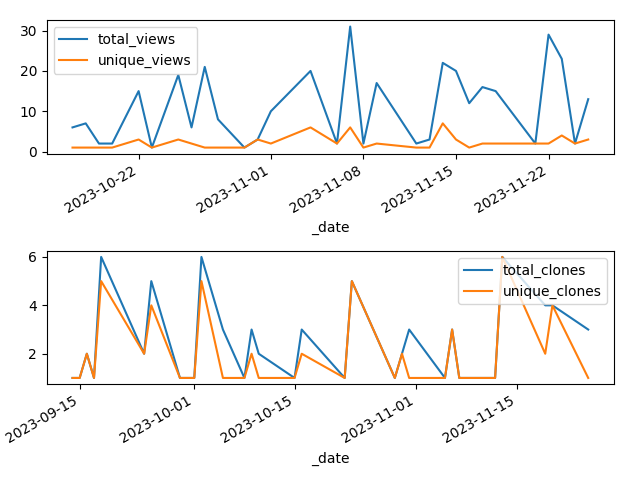 30
20
10
0
total_views
unique_views
2023-10-22
2023-11-01
2023-11-08
2023-11-15
2023-11-22
_date
6
4
2
total_clones
unique_clones
2023-09-15
2023-10-01
2023-10-15
2023-11-01
2023-11-15
_date